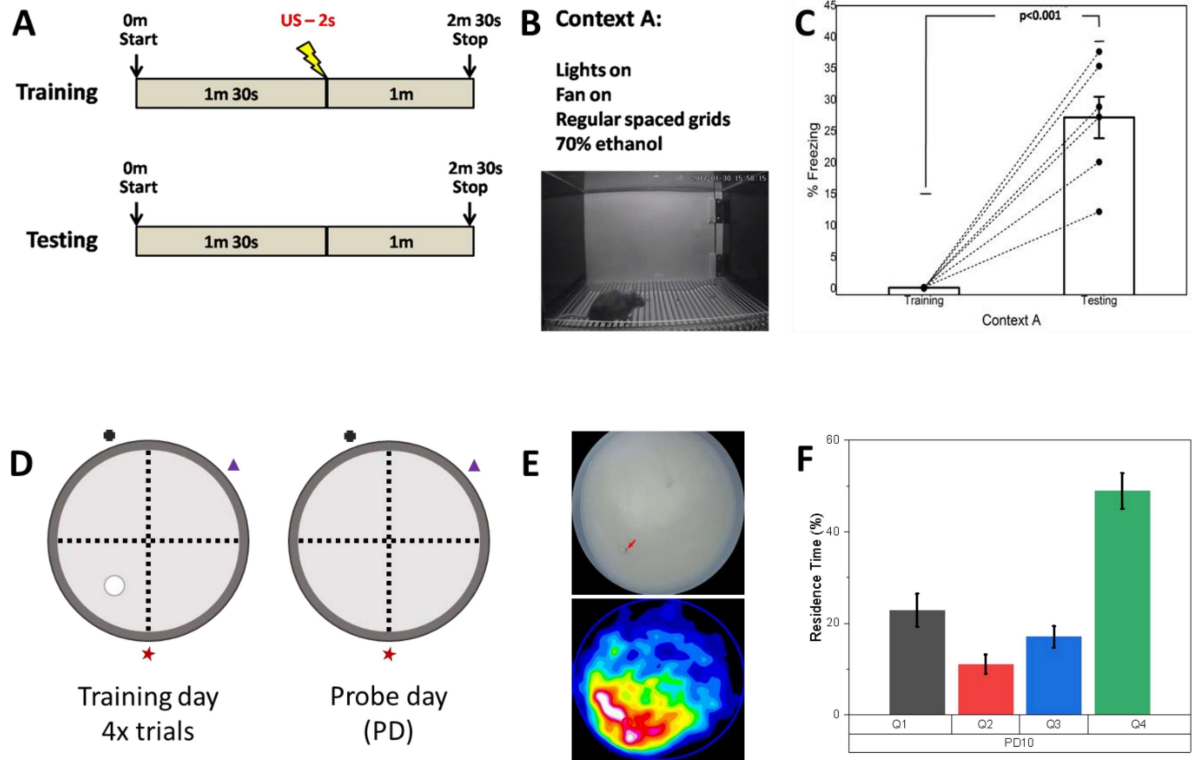 A
0m
Start
US – 2s
2m 30s
Stop
Training
1m 30s
1m
0m
Start
2m 30s
Stop
Testing
1m 30s
1m
B
Context A:
Lights on
Fan on
Regular spaced grids
70% ethanol
C
p<0.001
% Freezing
45
40
35
30
25
20
15
10
5
0
Training
Testing
Context A
D
Training day
4x trials
Probe day
(PD)
E
F
Residence Time (%)
60
40
20
0
Q1
Q2
Q3
Q4
PD10